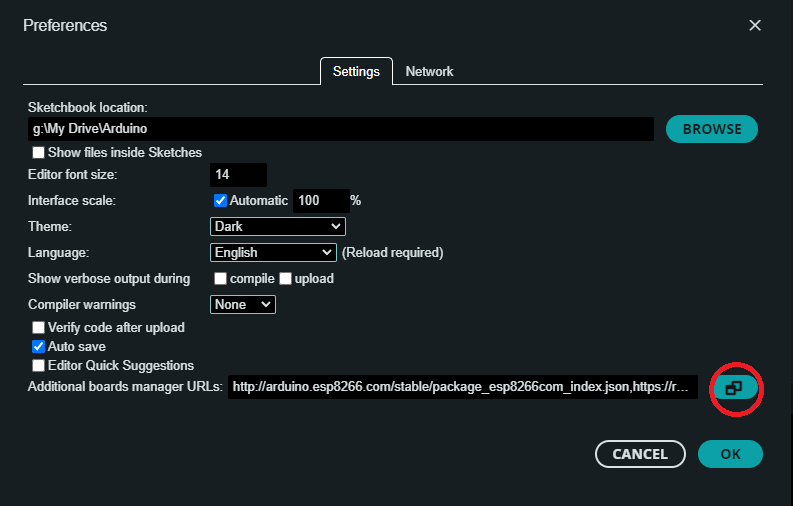 Preferences
Settings Network
Sketchbook location:
g:\My Drive\Arduino BROWSE
Show files inside Sketches
Editor font size: 14
Interface scale: Automatic 100 %
Theme: Dark
Language: English (Reload required)
Show verbose output during compile upload
Compiler warnings None
Verify code after upload
Auto save
Editor Quick Suggestions
Additional boards manager URLs: http://arduino.esp8266.com/stable/package_esp8266com_index.json,https://r...
CANCEL OK